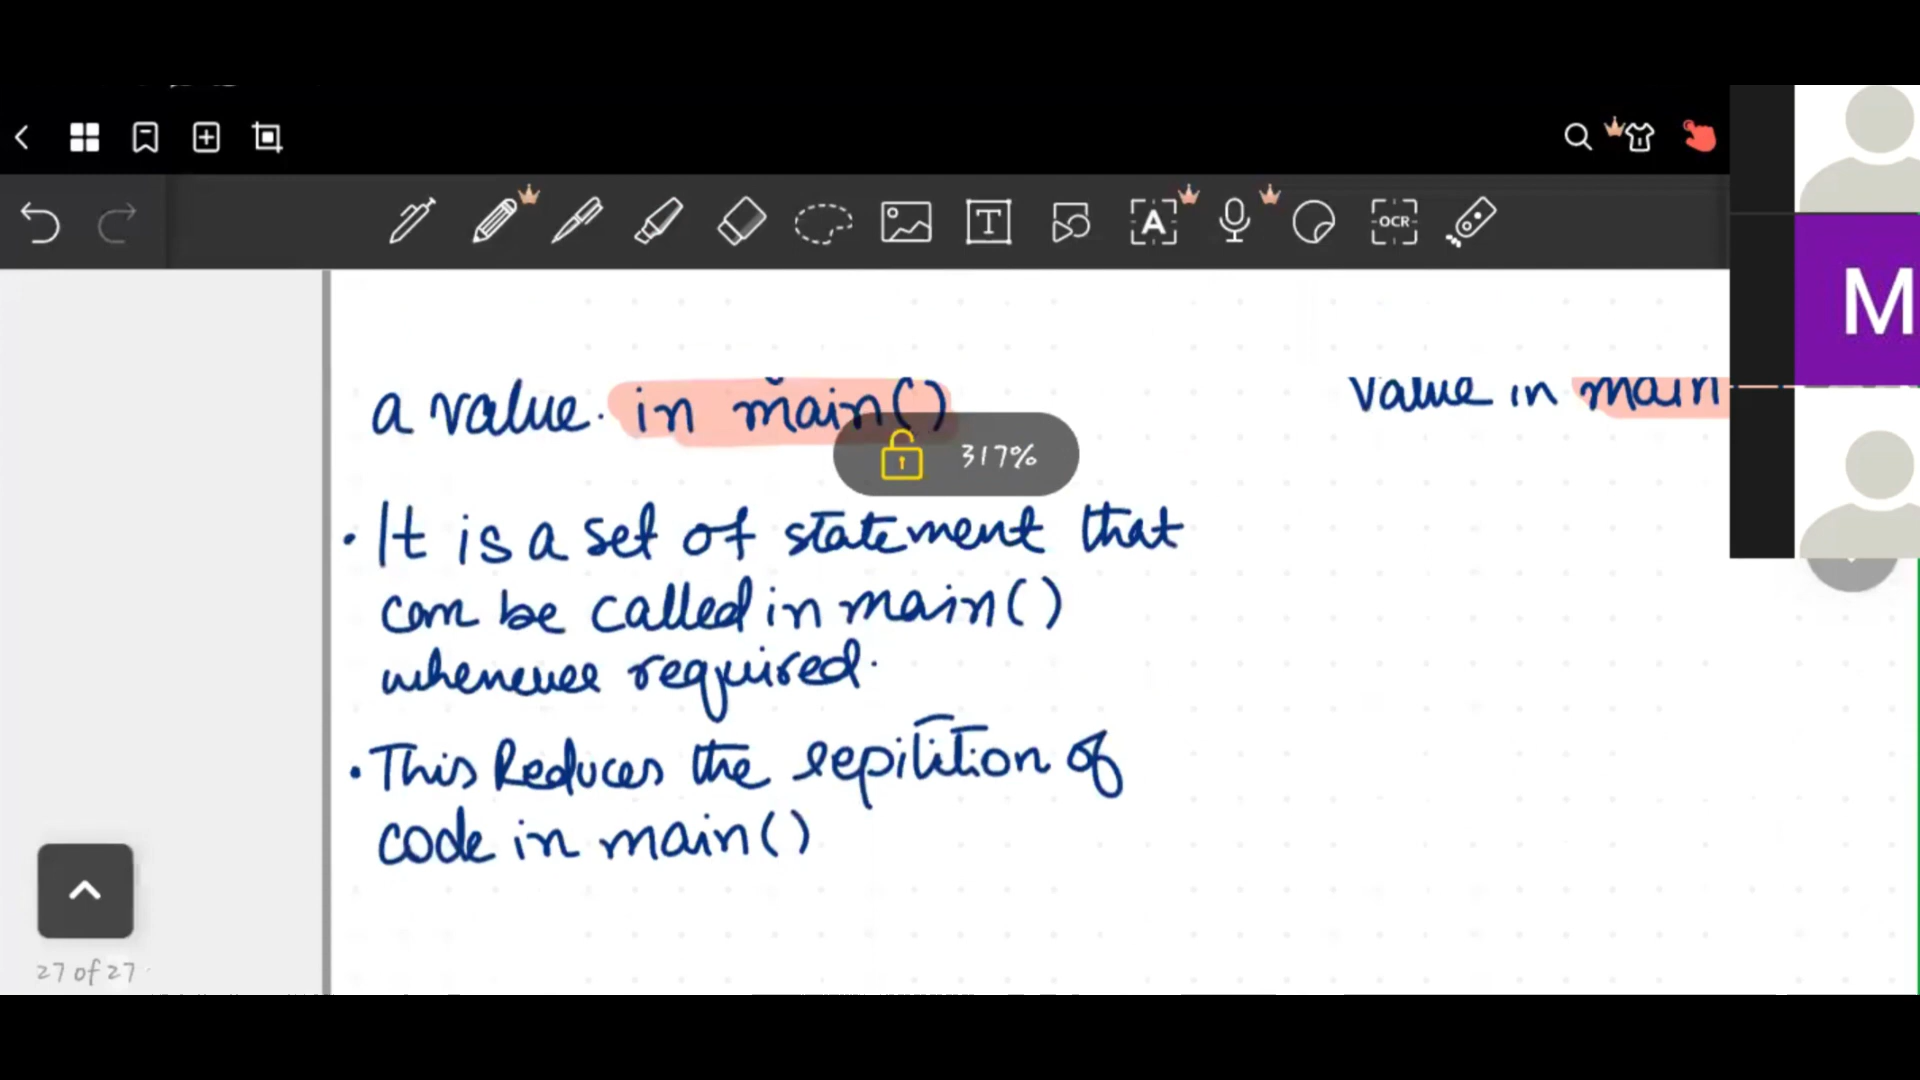 OCR
M
a value. in main()
value in main
317%
• It is a set of statement that
can be called in main()
whenever required.
• This Reduces the repitition of
code in main()
27 of 27